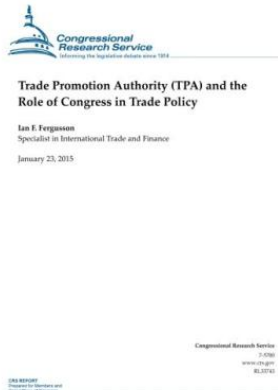 Congressional
Research Service
Informing the legislative debate since 1914
Trade Promotion Authority (TPA) and the
Role of Congress in Trade Policy
Ian F. Fergusson
Specialist in International Trade and Finance
January 23, 2015
Congressional Research Service
7-5700
www.crs.gov
RL33743
CRS REPORT
Prepared for Members and